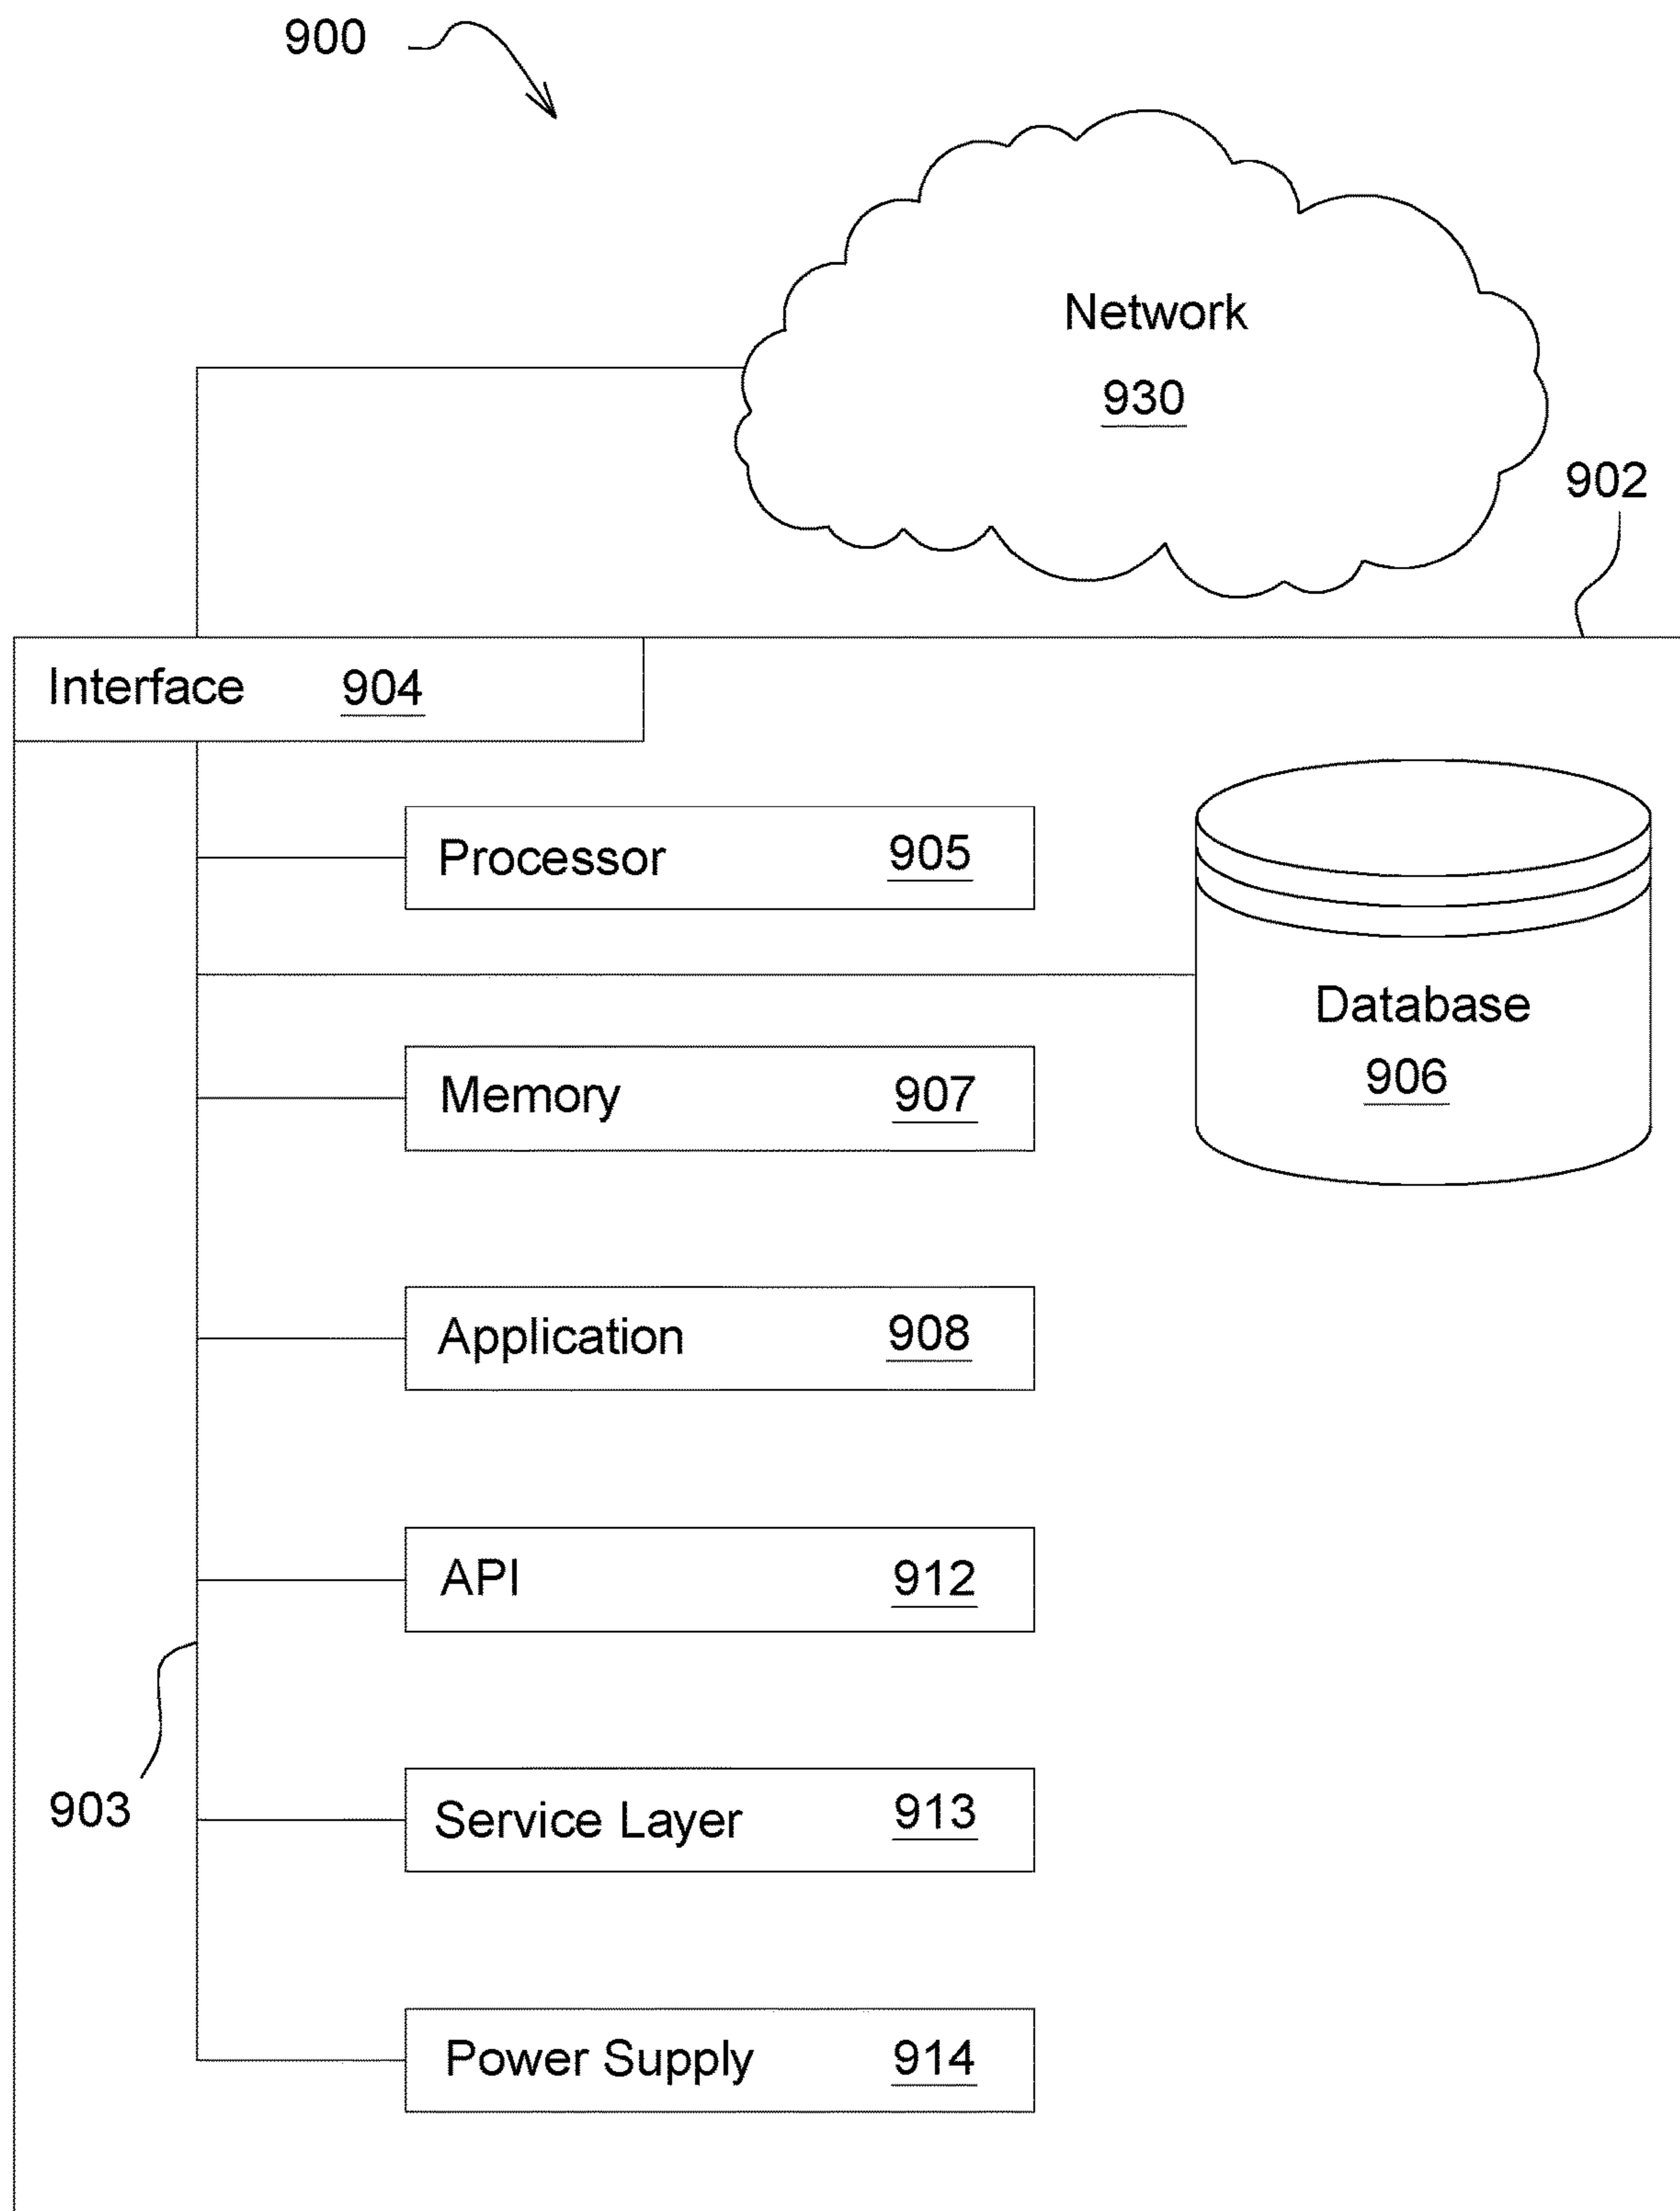 900
Network
930
902
Interface 904
Processor 905
Database
906
Memory 907
Application 908
API 912
903
Service Layer 913
Power Supply 914